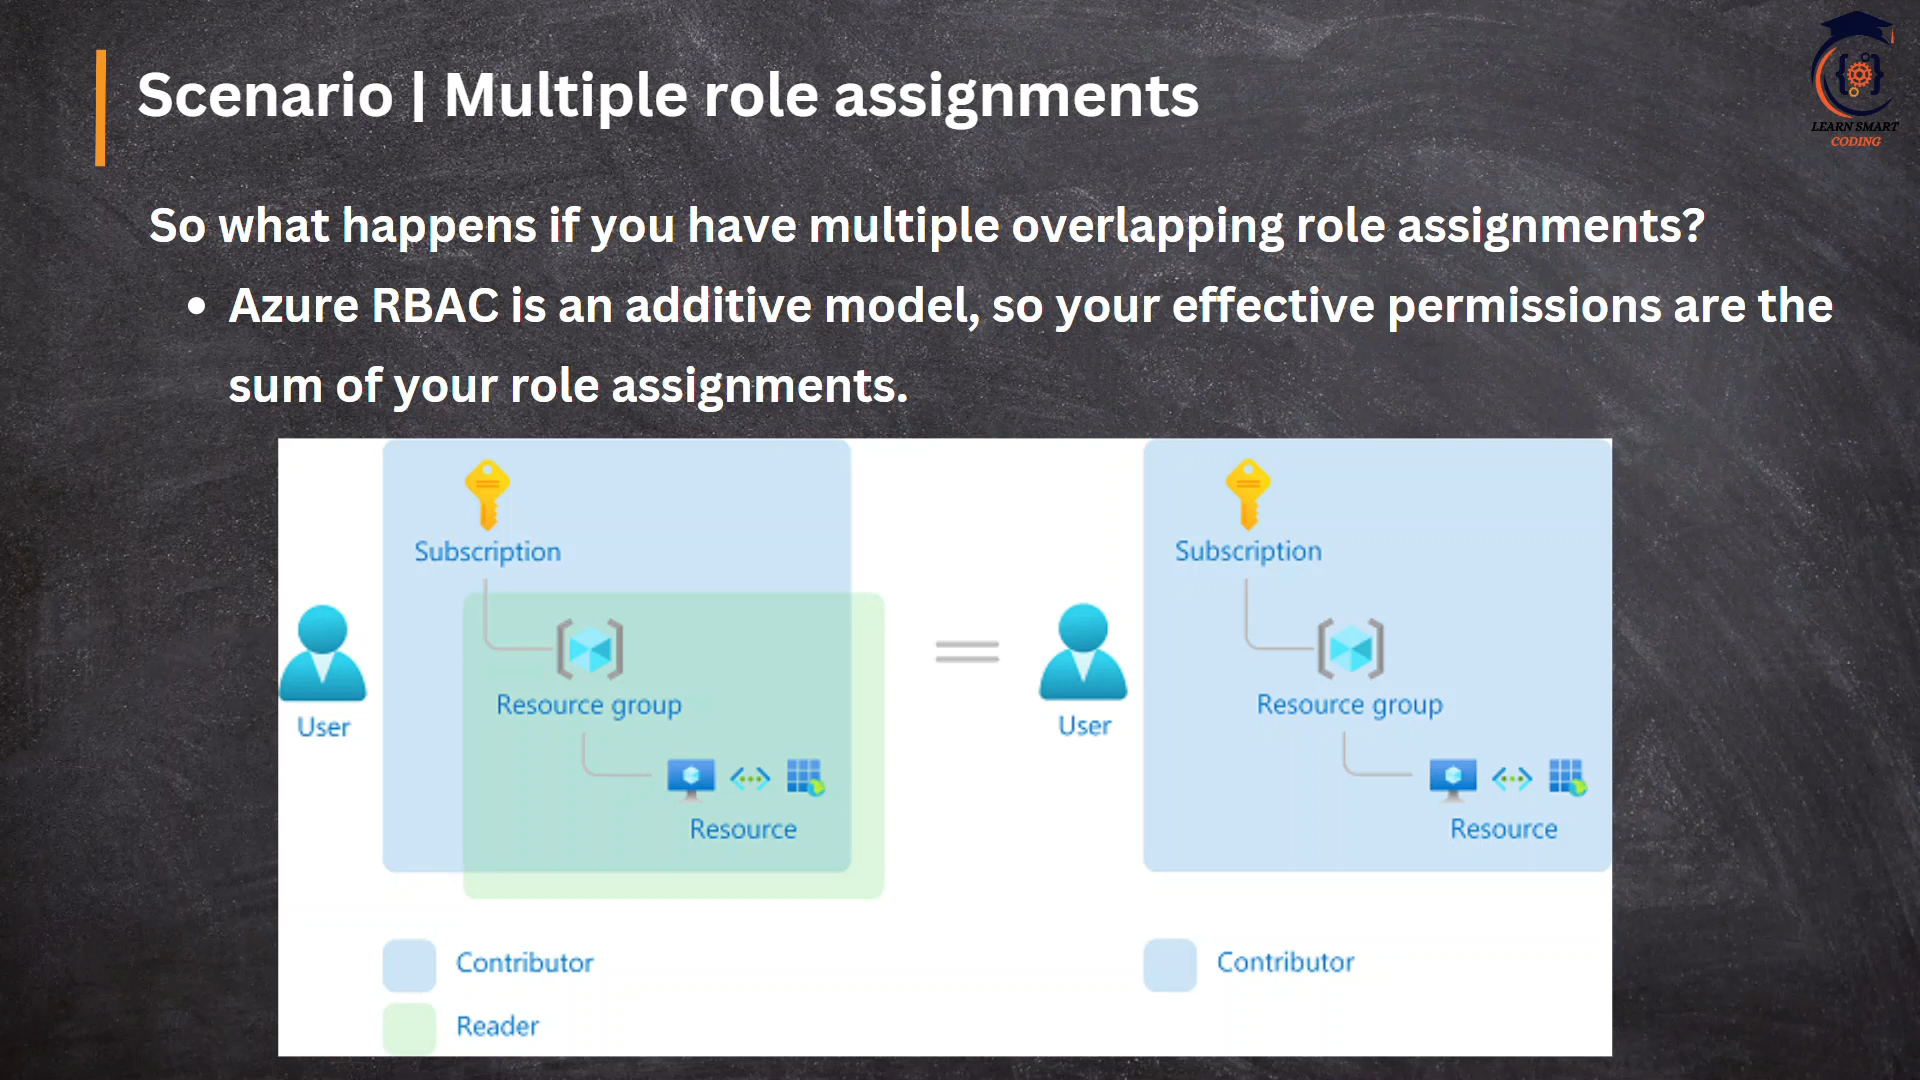 Scenario | Multiple role assignments
LEARN SMART
CODING
So what happens if you have multiple overlapping role assignments?
• Azure RBAC is an additive model, so your effective permissions are the
sum of your role assignments.
Subscription
Resource group
Resource
User
Contributor
Reader
Subscription
Resource group
Resource
User
Contributor